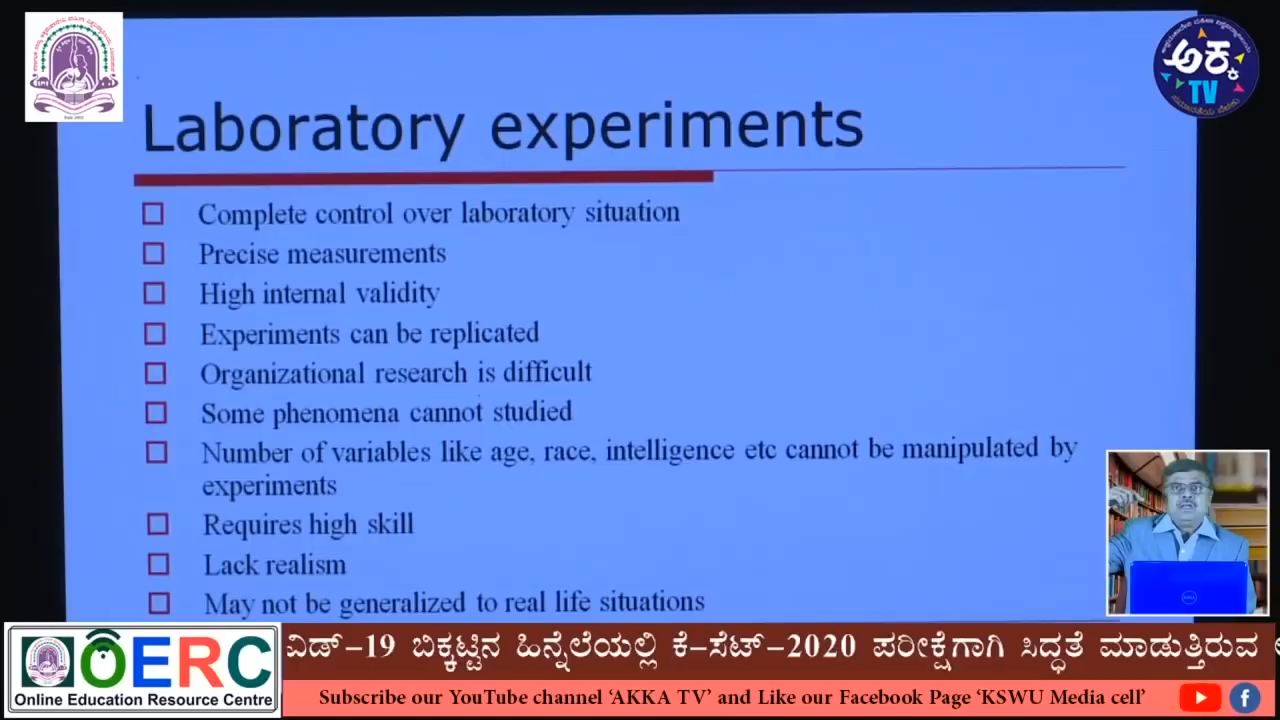 ಅಕ್ಕ
TV
Laboratory experiments
Complete control over laboratory situation
Precise measurements
High internal validity
Experiments can be replicated
Organizational research is difficult
Some phenomena cannot studied
Number of variables like age, race, intelligence etc cannot be manipulated by
experiments
Requires high skill
Lack realism
May not be generalized to real life situations
OERC
Online Education Resource Centre
ವಿಡ್-19 ಬಿಕ್ಕಟ್ಟಿನ ಹಿನ್ನೆಲೆಯಲ್ಲಿ ಕೆ-ಸೆಟ್-2020 ಪರೀಕ್ಷೆಗಾಗಿ ಸಿದ್ಧತೆ ಮಾಡುತ್ತಿರುವ
Subscribe our YouTube channel ‘AKKA TV’ and Like our Facebook Page ‘KSWU Media cell’